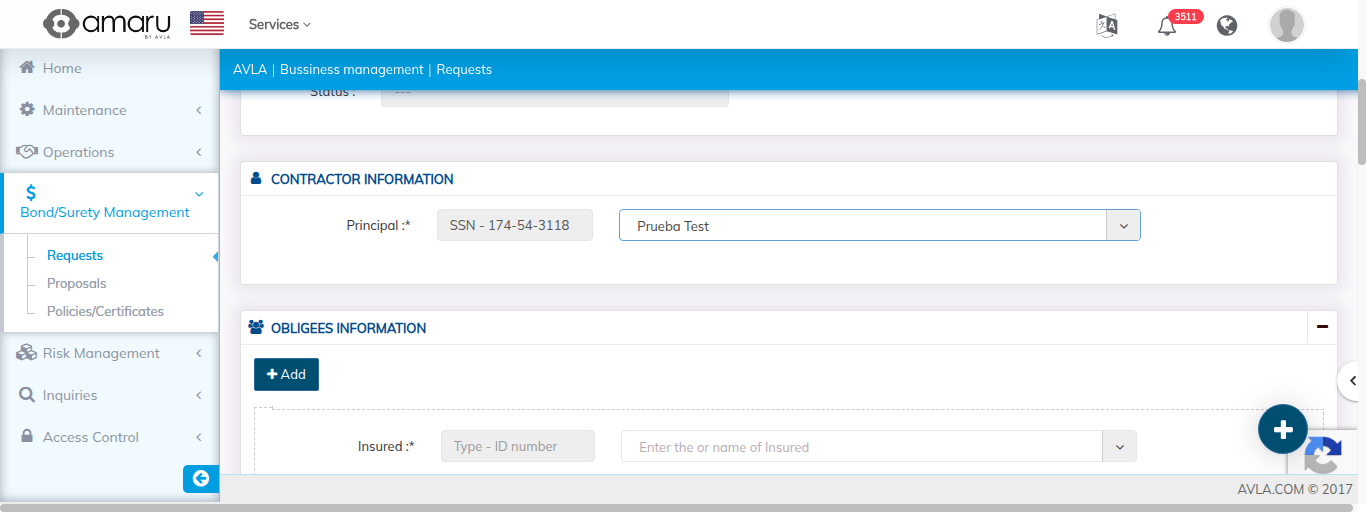 amaru
BY AVLA
Services
3511
Home
Maintenance
Operations
Bond/Surety Management
Requests
Proposals
Policies/Certificates
Risk Management
Inquiries
Access Control
AVLA | Bussiness management | Requests
Status :
---
CONTRACTOR INFORMATION
Principal :*
SSN - 174-54-3118
Prueba Test
OBLIGEES INFORMATION
Add
Insured :*
Type - ID number
Enter the or name of Insured
AVLA.COM © 2017